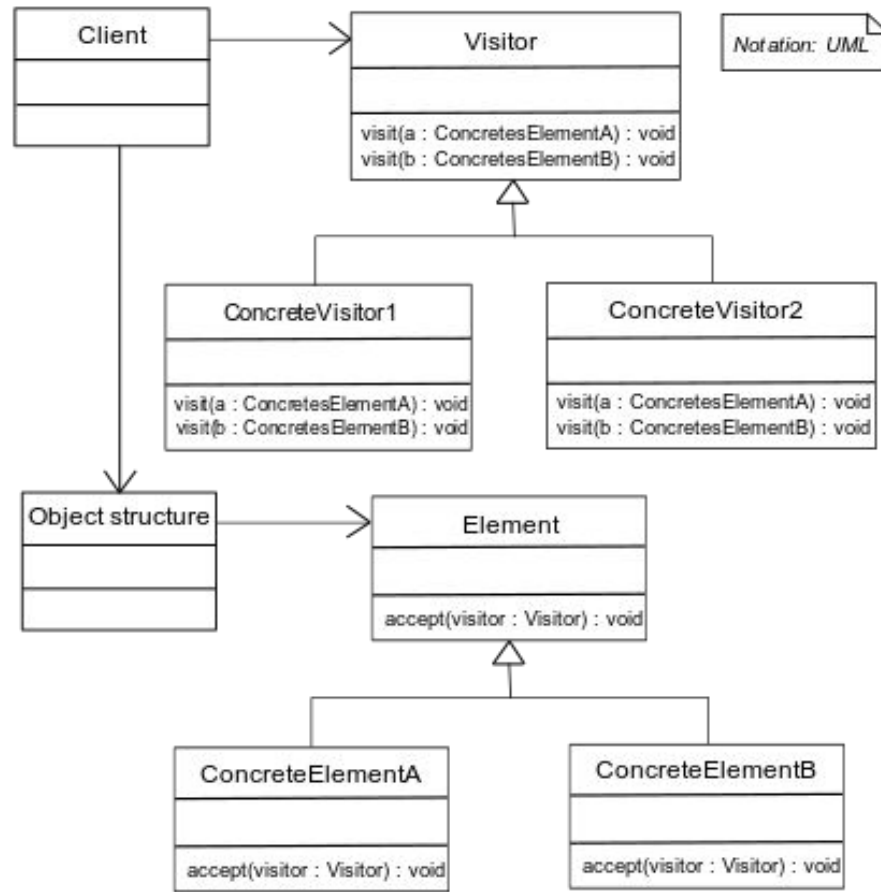 Client
Visitor
Notation: UML
visit(a : ConcretesElementA) : void
visit(b : ConcretesElementB) : void
ConcreteVisitor1
ConcreteVisitor2
visit(a : ConcretesElementA) : void
visit(b : ConcretesElementB) : void
visit(a : ConcretesElementA) : void
visit(b : ConcretesElementB) : void
Object structure
Element
accept(visitor : Visitor) : void
ConcreteElementA
ConcreteElementB
accept(visitor : Visitor) : void
accept(visitor : Visitor) : void